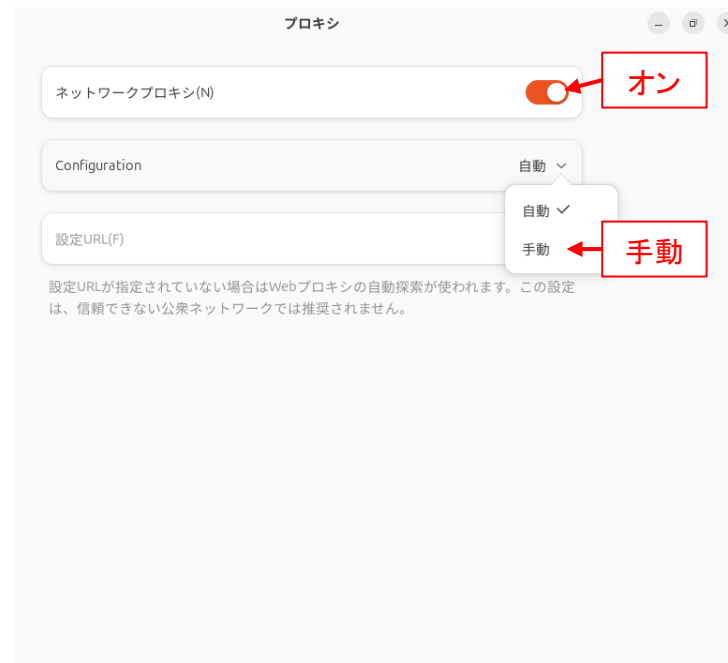 プロキシ
ネットワークプロキシ(N)
オン
Configuration
自動
自動
手動
手動
設定URL(F)
設定URLが指定されていない場合はWebプロキシの自動探索が使われます。この設定
は、信頼できない公衆ネットワークでは推奨されません。